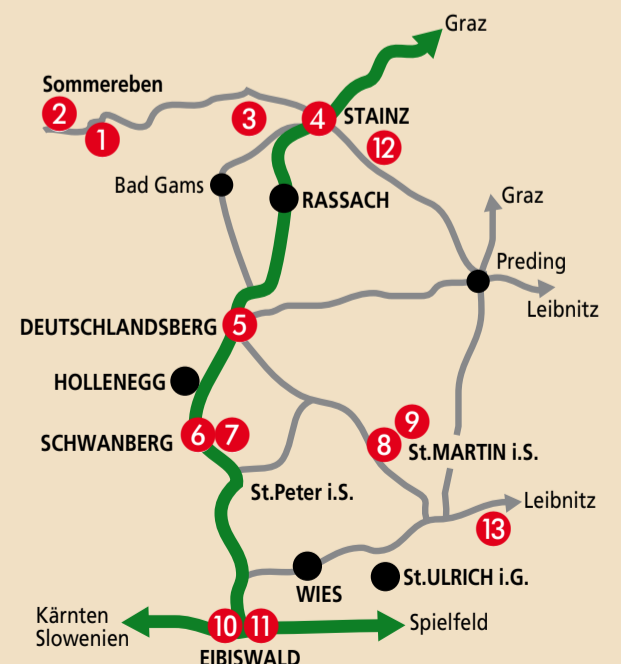 Graz
Sommereben
2
1
3
4
STAINZ
12
Bad Gams
RASSACH
Graz
Preding
Leibnitz
DEUTSCHLANDSBERG
5
HOLLENEGG
9
SCHWANBERG
6
7
8
St.MARTIN i.S.
St.Peter i.S.
Leibnitz
13
WIES
St.ULRICH i.G.
Kärnten
Slowenien
10
11
Spielfeld
EIBISWALD